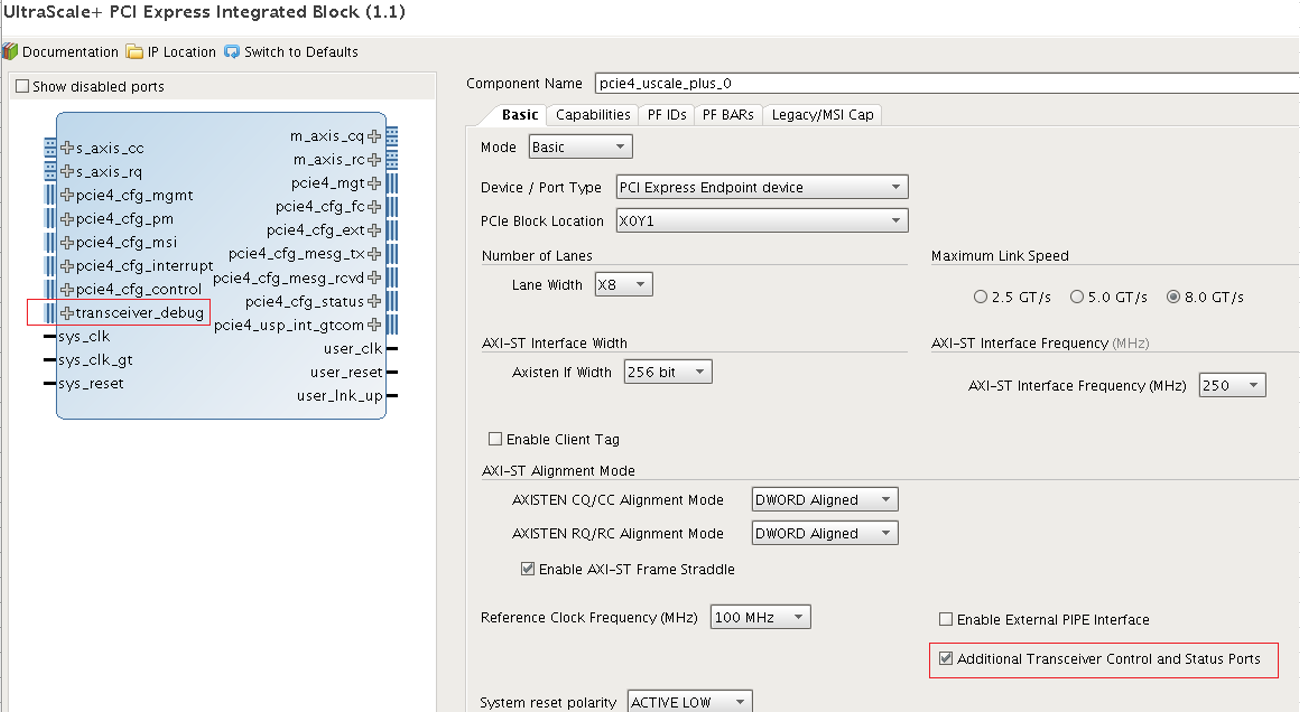 UltraScale+ PCI Express Integrated Block (1.1)
Documentation IP Location Switch to Defaults
Show disabled ports
s_axis_cc
s_axis_rq
pcie4_cfg_mgmt
pcie4_cfg_pm
pcie4_cfg_msi
pcie4_cfg_interrupt
pcie4_cfg_control
transceiver_debug
sys_clk
sys_clk_gt
sys_reset
m_axis_cq
m_axis_rc
pcie4_mgt
pcie4_cfg_fc
pcie4_cfg_ext
pcie4_cfg_mesg_tx
pcie4_cfg_mesg_rcvd
pcie4_cfg_status
pcie4_usp_int_gtcom
user_clk
user_reset
user_lnk_up
Component Name pcie4_uscale_plus_0
Basic Capabilities PF IDs PF BARs Legacy/MSI Cap
Mode Basic
Device / Port Type PCI Express Endpoint device
PCIe Block Location X0Y1
Number of Lanes
Lane Width X8
Maximum Link Speed
2.5 GT/s 5.0 GT/s 8.0 GT/s
AXI-ST Interface Width
Axisten If Width 256 bit
AXI-ST Interface Frequency (MHz)
AXI-ST Interface Frequency (MHz) 250
Enable Client Tag
AXI-ST Alignment Mode
AXISTEN CQ/CC Alignment Mode DWORD Aligned
AXISTEN RQ/RC Alignment Mode DWORD Aligned
Enable AXI-ST Frame Straddle
Reference Clock Frequency (MHz) 100 MHz
Enable External PIPE Interface
Additional Transceiver Control and Status Ports
System reset polarity ACTIVE LOW